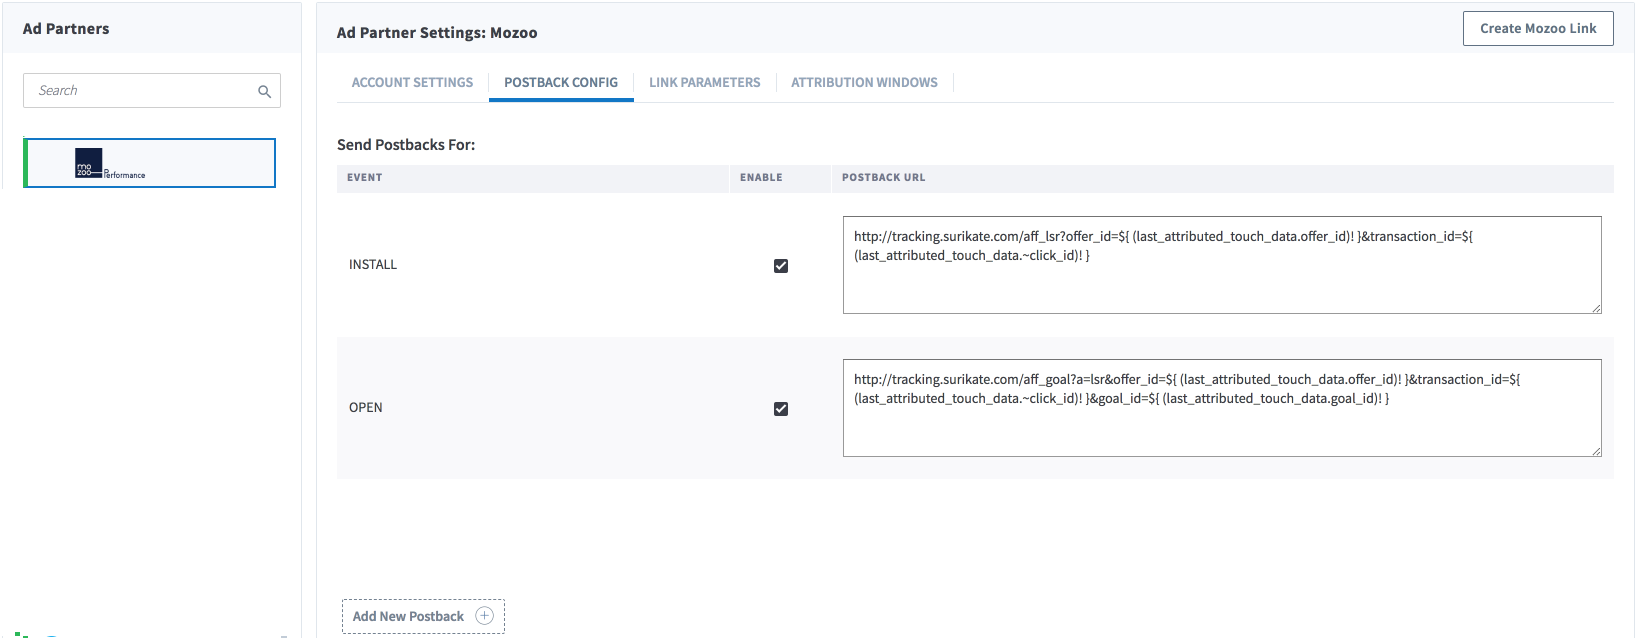 Ad Partners
Search
mo
zoo
Performance
Ad Partner Settings: Mozoo
Create Mozoo Link
ACCOUNT SETTINGS
POSTBACK CONFIG
LINK PARAMETERS
ATTRIBUTION WINDOWS
Send Postbacks For:
EVENT
ENABLE
POSTBACK URL
INSTALL
http://tracking.surikate.com/aff_lsr?offer_id=${ (last_attributed_touch_data.offer_id)! }&transaction_id=${
(last_attributed_touch_data.~click_id)! }
OPEN
http://tracking.surikate.com/aff_goal?a=lsr&offer_id=${ (last_attributed_touch_data.offer_id)! }&transaction_id=${
(last_attributed_touch_data.~click_id)! }&goal_id=${ (last_attributed_touch_data.goal_id)! }
Add New Postback